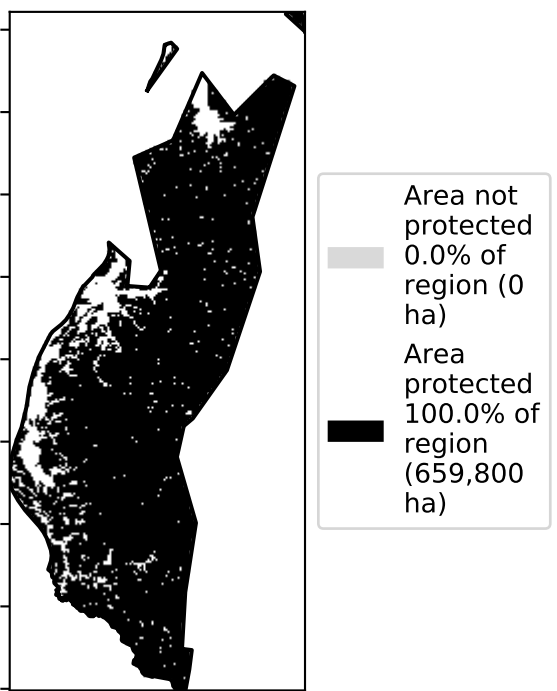 Area not
protected
0.0% of
region (0
ha)
Area
protected
100.0% of
region
(659,800
ha)